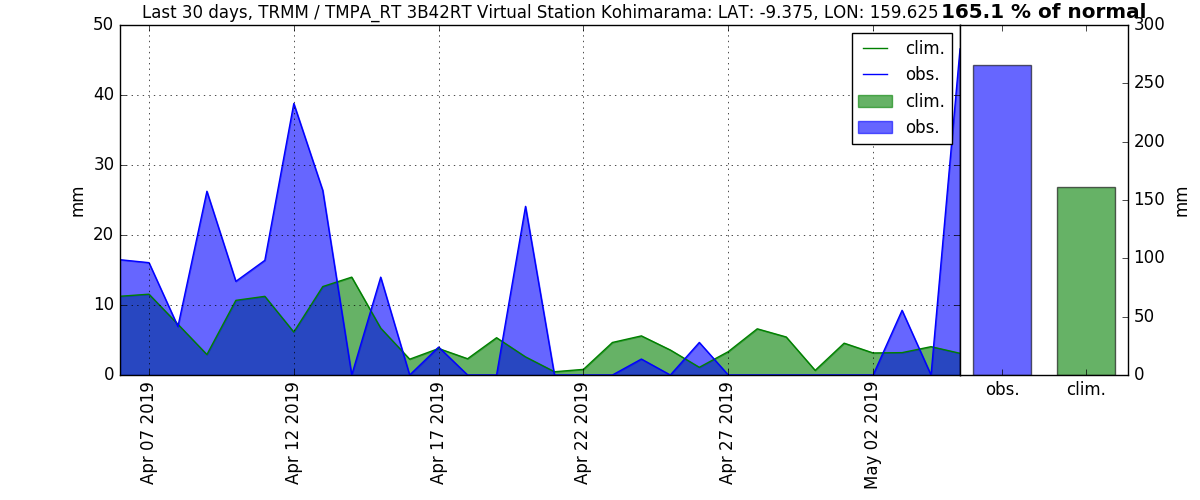 Last 30 days, TRMM / TMPA_RT 3B42RT Virtual Station Kohimarama: LAT: -9.375, LON: 159.625 165.1 % of normal
50
40
30
20
10
0
mm
clim.
obs.
clim.
obs.
300
250
200
150
100
50
0
mm
Apr 07 2019
Apr 12 2019
Apr 17 2019
Apr 22 2019
Apr 27 2019
May 02 2019
obs.
clim.